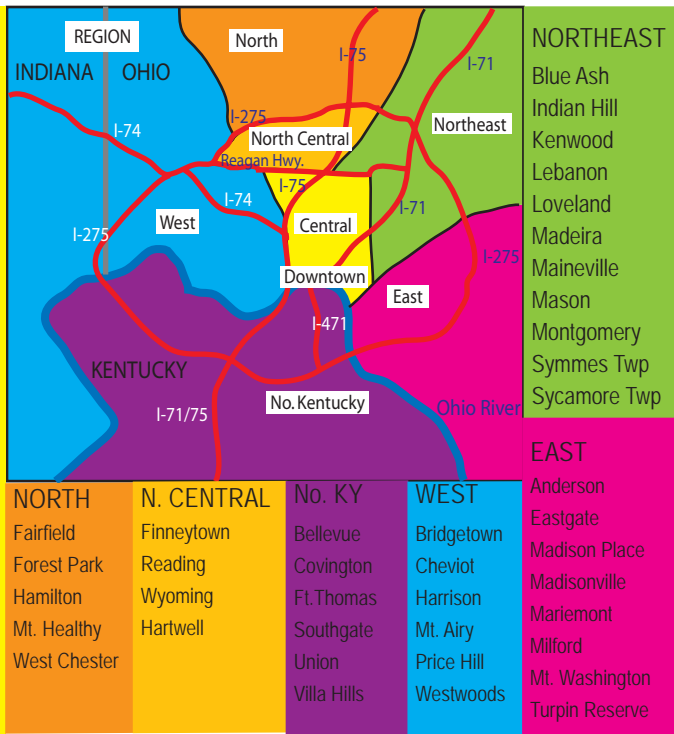 REGION
INDIANA OHIO
North
I-75
I-71
I-74
I-275
North Central
Northeast
Reagan Hwy.
I-75
I-74
West
Central
I-71
I-275
I-275
Downtown
East
I-471
KENTUCKY
No. Kentucky
I-71/75
Ohio River
NORTHEAST
Blue Ash
Indian Hill
Kenwood
Lebanon
Loveland
Madeira
Maineville
Mason
Montgomery
Symmes Twp
Sycamore Twp
EAST
Anderson
Eastgate
Madison Place
Madisonville
Mariemont
Milford
Mt. Washington
Turpin Reserve
NORTH
Fairfield
Forest Park
Hamilton
Mt. Healthy
West Chester
N. CENTRAL
Finneytown
Reading
Wyoming
Hartwell
No. KY
Bellevue
Covington
Ft.Thomas
Southgate
Union
Villa Hills
WEST
Bridgetown
Cheviot
Harrison
Mt. Airy
Price Hill
Westwoods